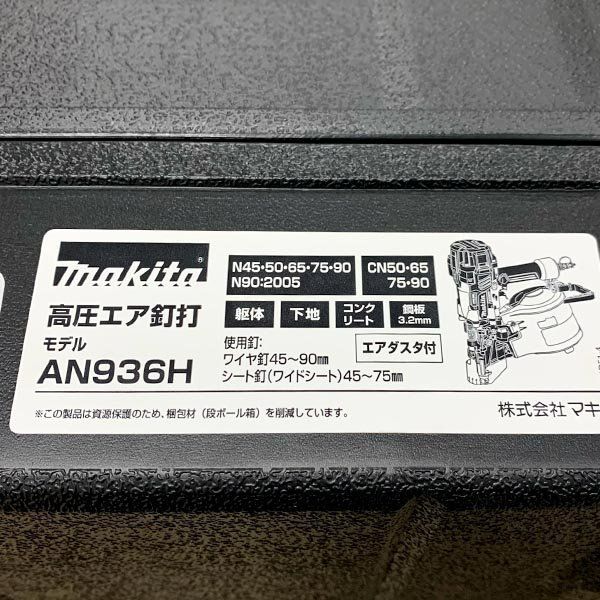 makita®
高圧エア釘打
モデル
AN936H
N45・50・65・75・90
N90:2005
CN50・65
75・90
躯体
下地
コンクリート
鋼板
3.2mm
使用釘:
ワイヤ釘45～90㎜
シート釘(ワイドシート)45～75㎜
エアダスタ付
※この製品は資源保護のため、梱包材(段ボール箱)を削減しています。
株式会社マキ